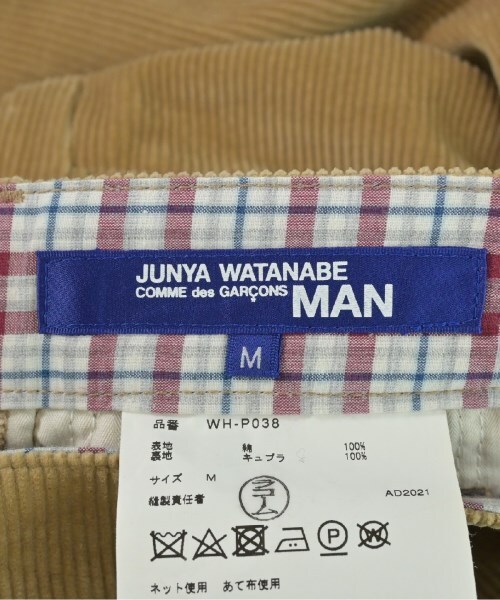 JUNYA WATANABE
COMME des GARÇONS MAN
M
品番 WH-P038
表地 綿 100%
裏地 キュプラ 100%
サイズ M
縫製責任者
AD2021
P W
ネット使用 あて布使用